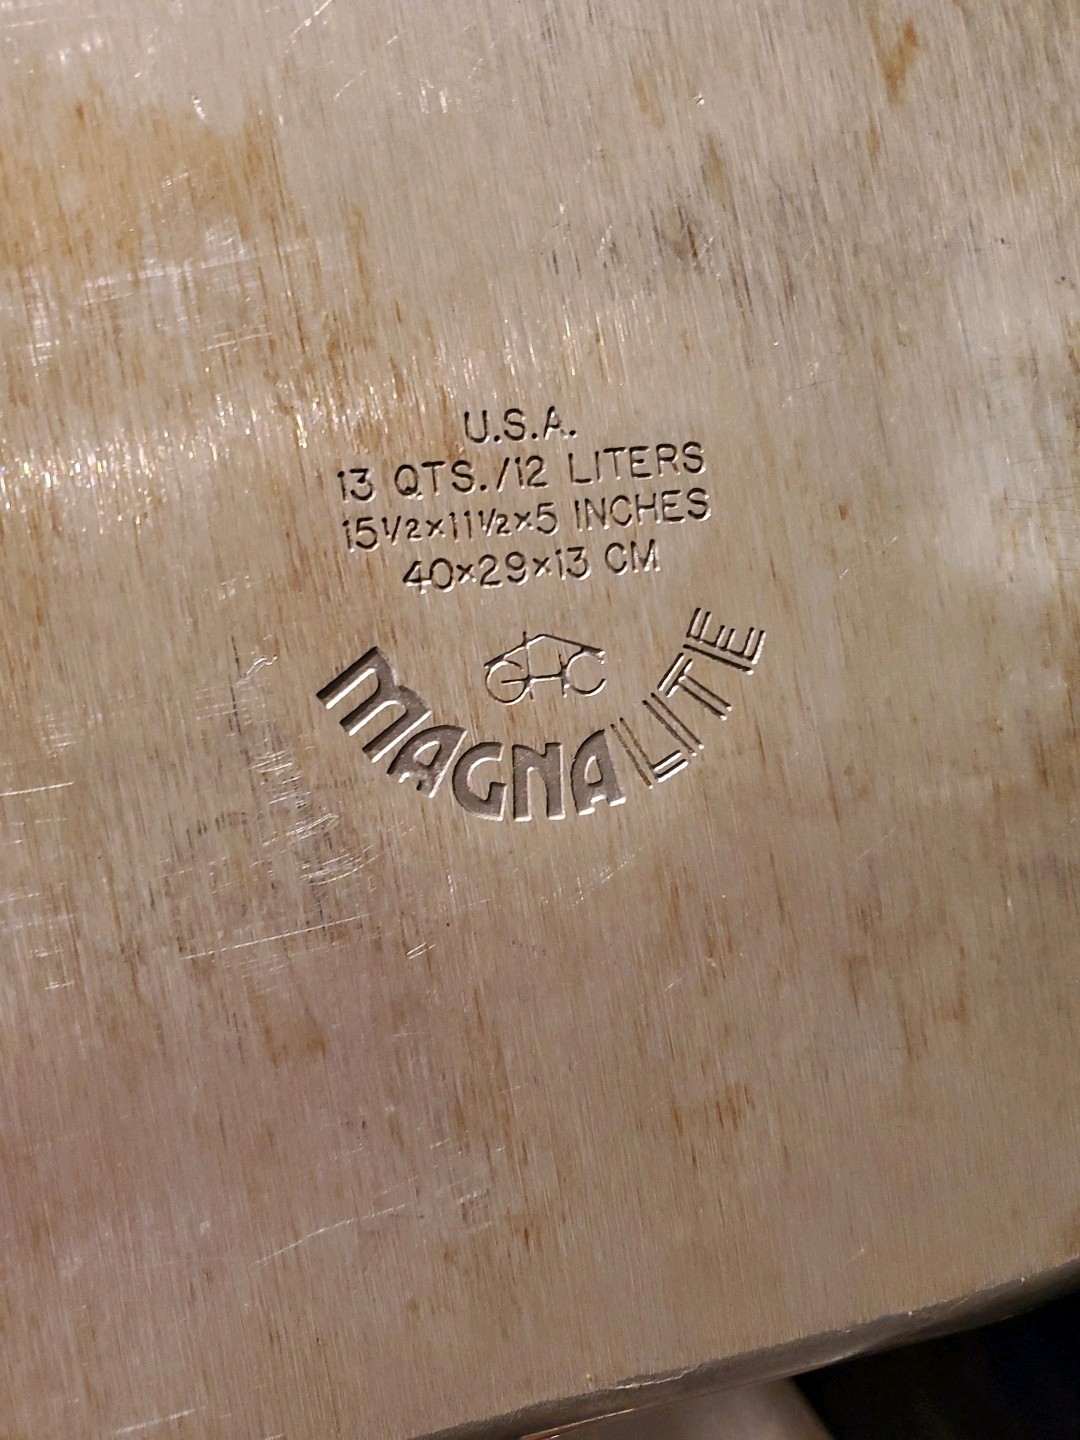 U.S.A.
13 QTS./12 LITERS
15½×11½×5 INCHES
40×29×13 CM
GHC
MAGNALITE